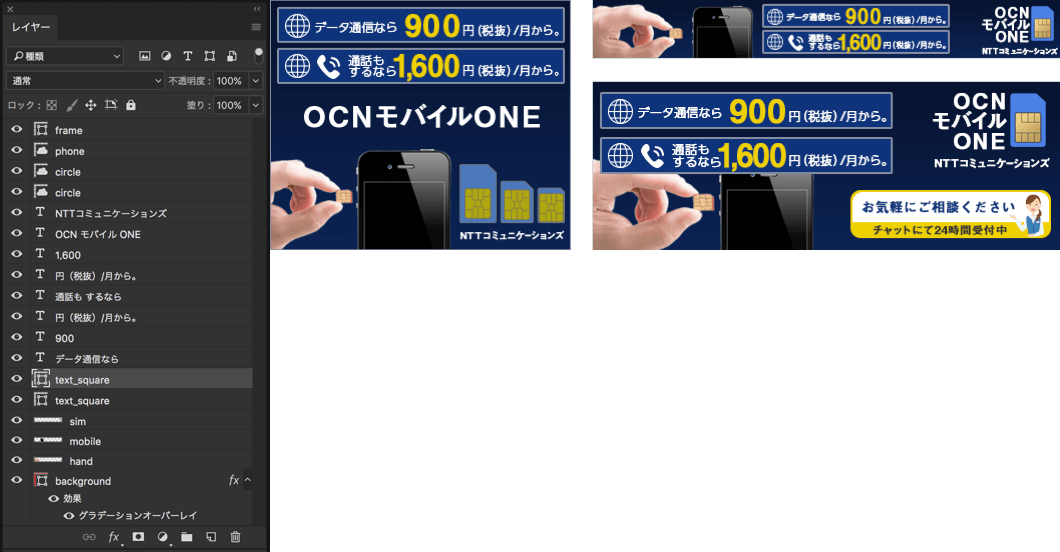 レイヤー
種類
通常
不透明度：
100%
ロック：
塗り：
100%
frame
phone
circle
circle
T NTTコミュニケーションズ
T OCN モバイル ONE
T 1,600
T 円（税抜）/月から。
T 通話も するなら
T 円（税抜）/月から。
T 900
T データ通信なら
text_square
text_square
sim
mobile
hand
background fx
効果
グラデーションオーバーレイ
fx
データ通信なら 900円(税抜)/月から。
通話も
するなら 1,600円(税抜)/月から。
OCNモバイルONE
NTTコミュニケーションズ
データ通信なら 900円(税抜)/月から。
通話も
するなら 1,600円(税抜)/月から。
OCN
モバイル
ONE
NTTコミュニケーションズ
データ通信なら 900円(税抜)/月から。
通話も
するなら 1,600円(税抜)/月から。
OCN
モバイル
ONE
NTTコミュニケーションズ
お気軽にご相談ください
チャットにて24時間受付中